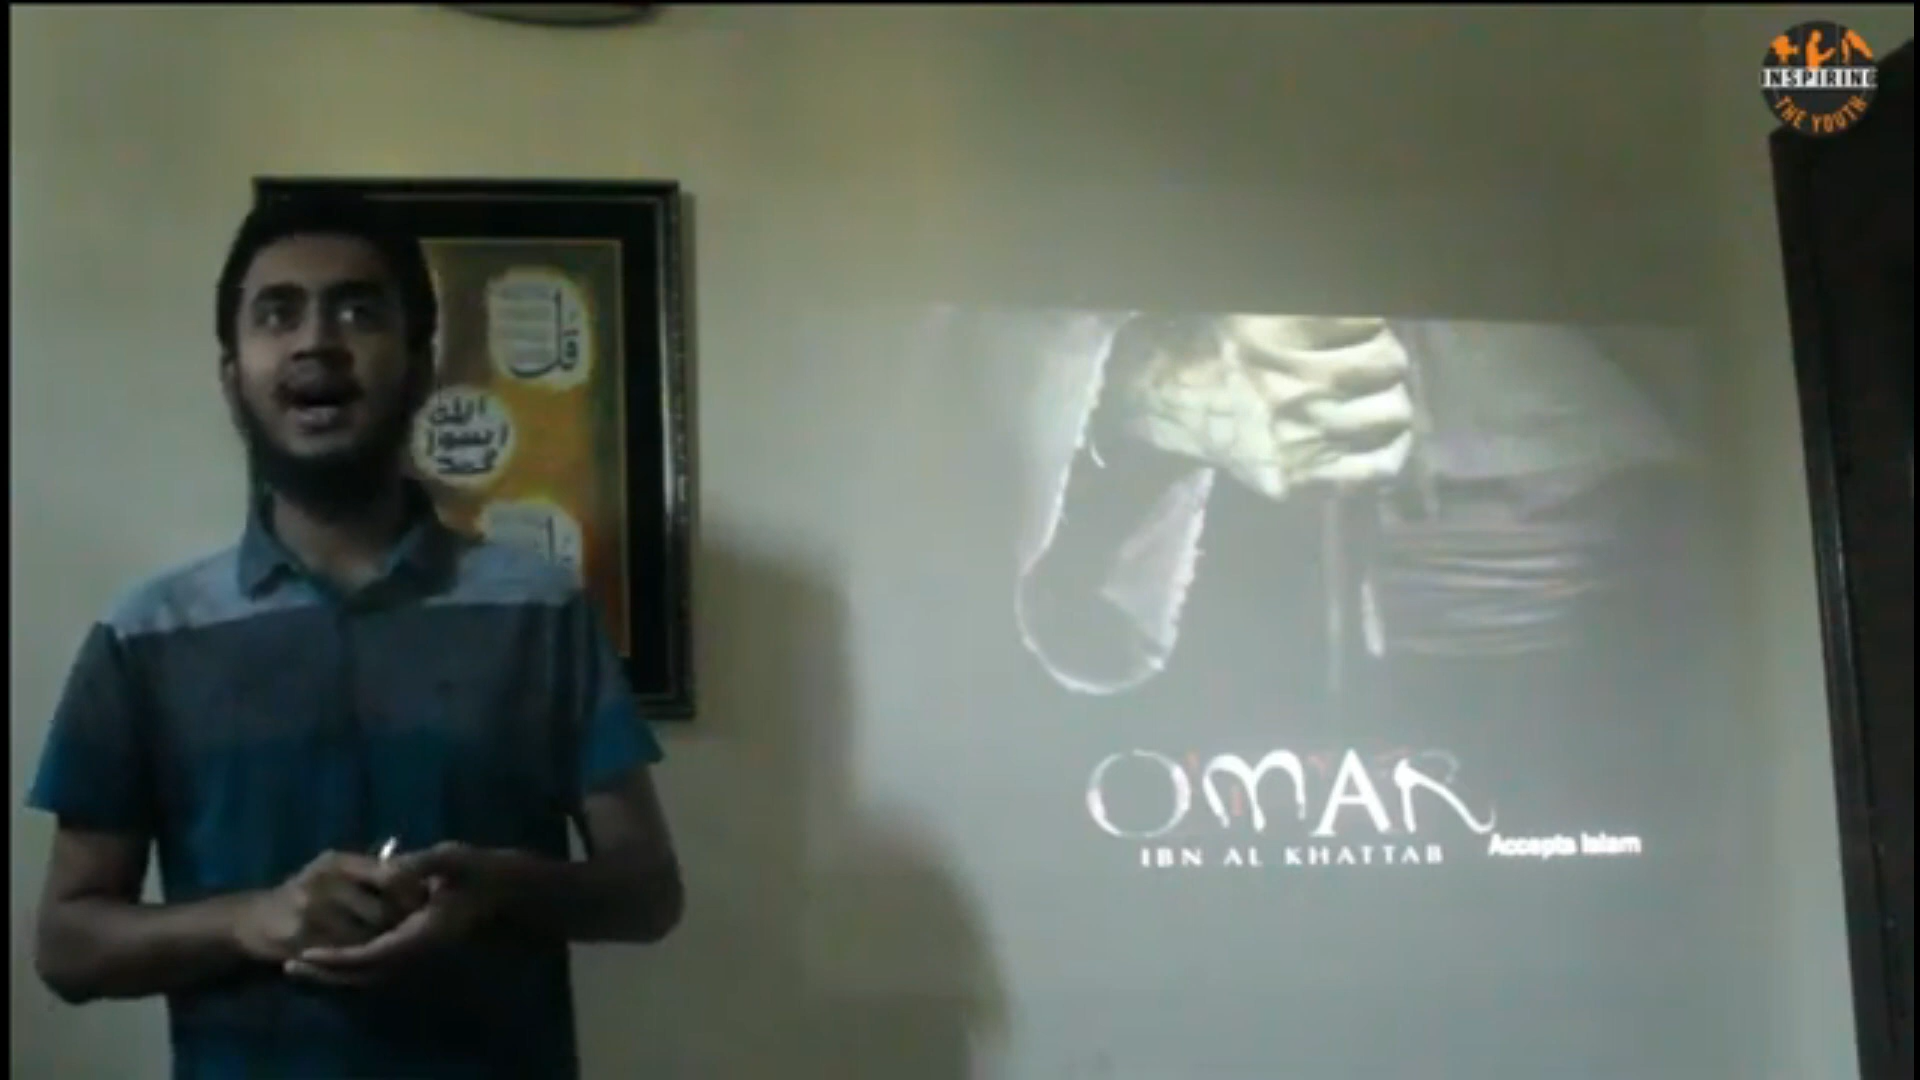 INSPIRING
THE YOUTH
قل
الله
رسول
محمد
OMAR
IBN AL KHATTAB
Accepts Islam